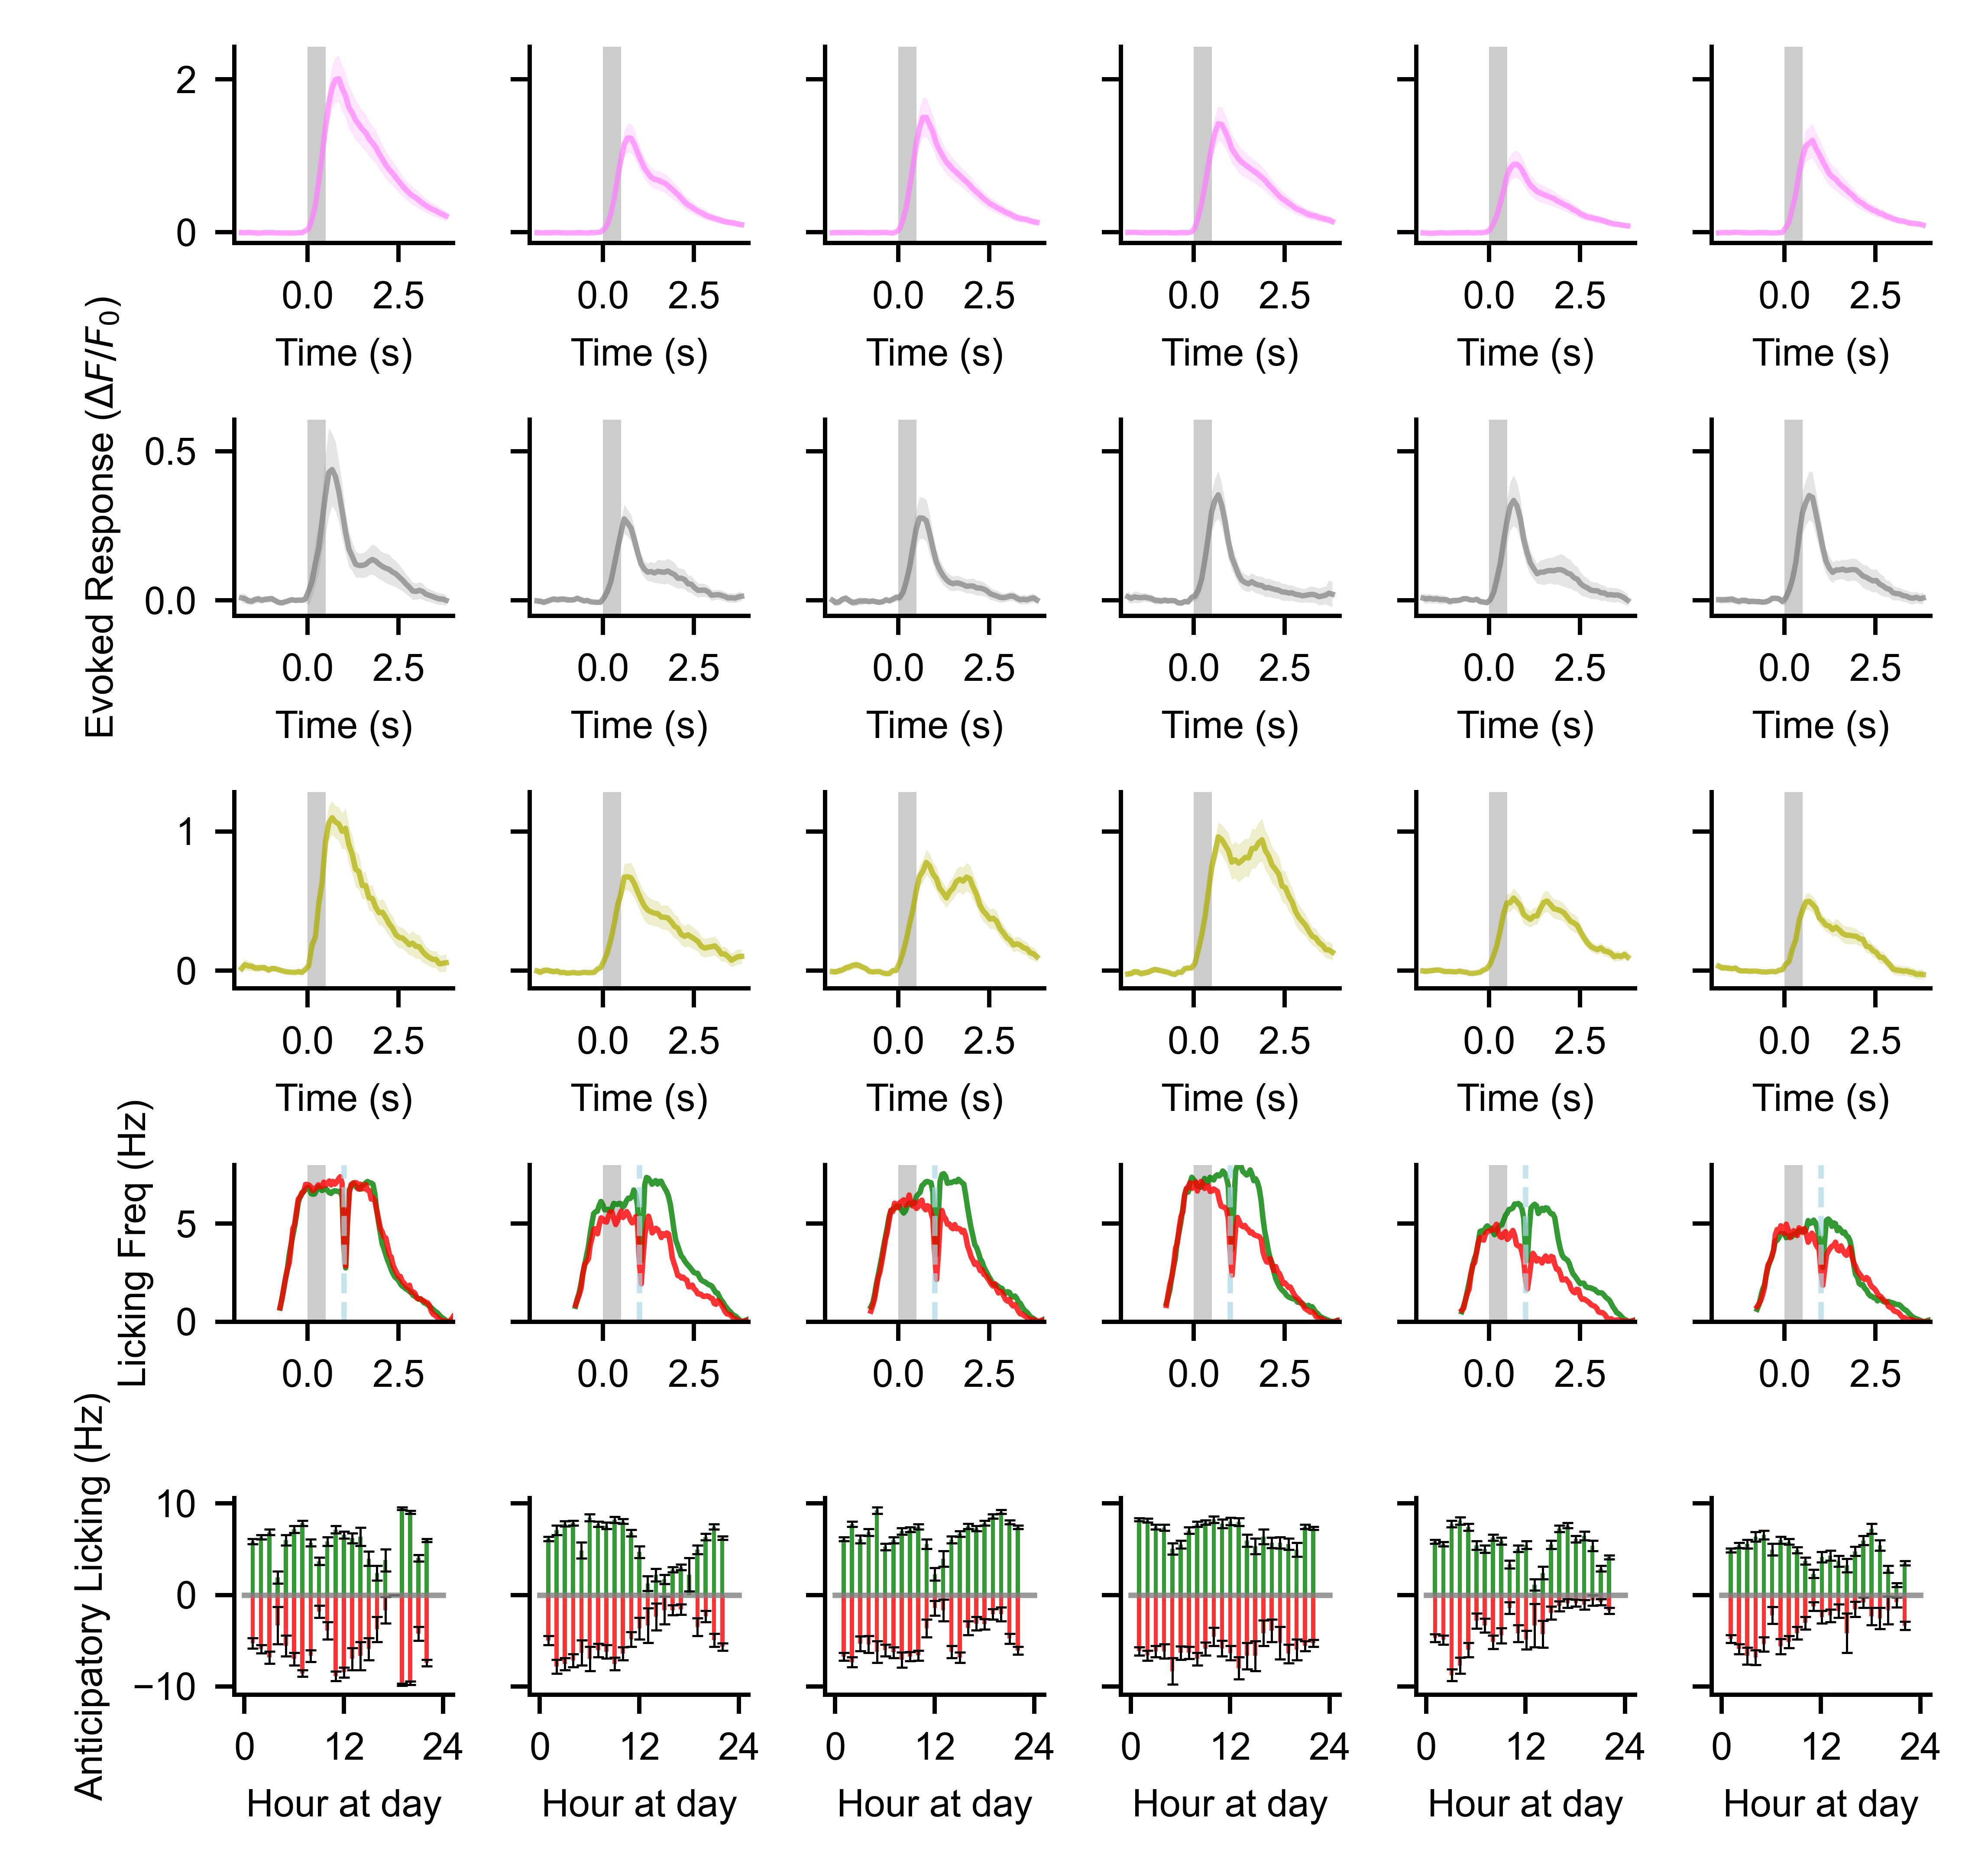 Evoked Response (ΔF/F0)
2
0
0.0 2.5 0.0 2.5 0.0 2.5 0.0 2.5 0.0 2.5 0.0 2.5
Time (s) Time (s) Time (s) Time (s) Time (s) Time (s)
0.5
0.0
0.0 2.5 0.0 2.5 0.0 2.5 0.0 2.5 0.0 2.5 0.0 2.5
Time (s) Time (s) Time (s) Time (s) Time (s) Time (s)
1
0
0.0 2.5 0.0 2.5 0.0 2.5 0.0 2.5 0.0 2.5 0.0 2.5
Time (s) Time (s) Time (s) Time (s) Time (s) Time (s)
Licking Freq (Hz)
5
0
0.0 2.5 0.0 2.5 0.0 2.5 0.0 2.5 0.0 2.5 0.0 2.5
Anticipatory Licking (Hz)
10
0
−10
0 12 24 0 12 24 0 12 24 0 12 24 0 12 24 0 12 24
Hour at day Hour at day Hour at day Hour at day Hour at day Hour at day